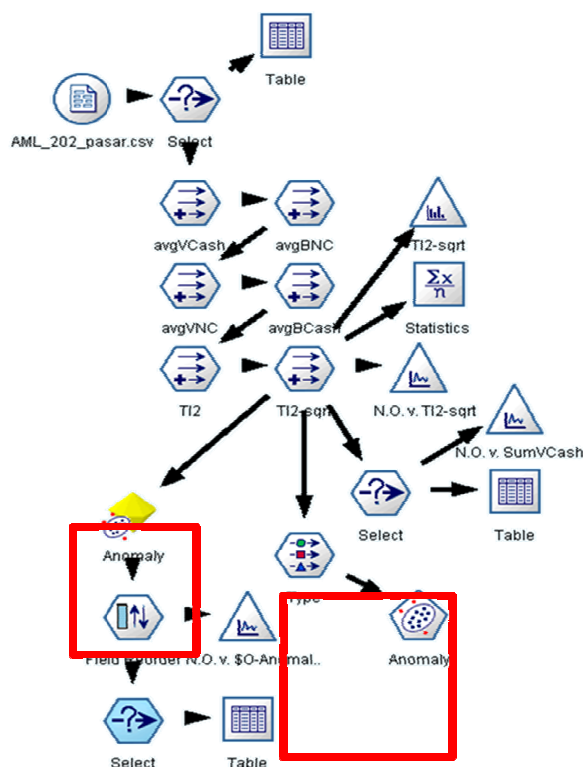 Table
AML_202_pasar.csv
Select
avgVCash
avgBNC
TI2-sqrt
avgVNC
avgBCash
Statistics
TI2
TI2-sqrt
N.O. v. TI2-sqrt
N.O. v. SumVCash
Select
Table
Anomaly
Type
Field Reorder
N.O. v. $O-Anomal..
Anomaly
Select
Table